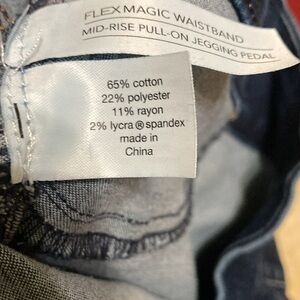 FLEX MAGIC WAISTBAND
MID-RISE PULL-ON JEGGING PEDAL
65% cotton
22% polyester
11% rayon
2% lycra®spandex
made in
China